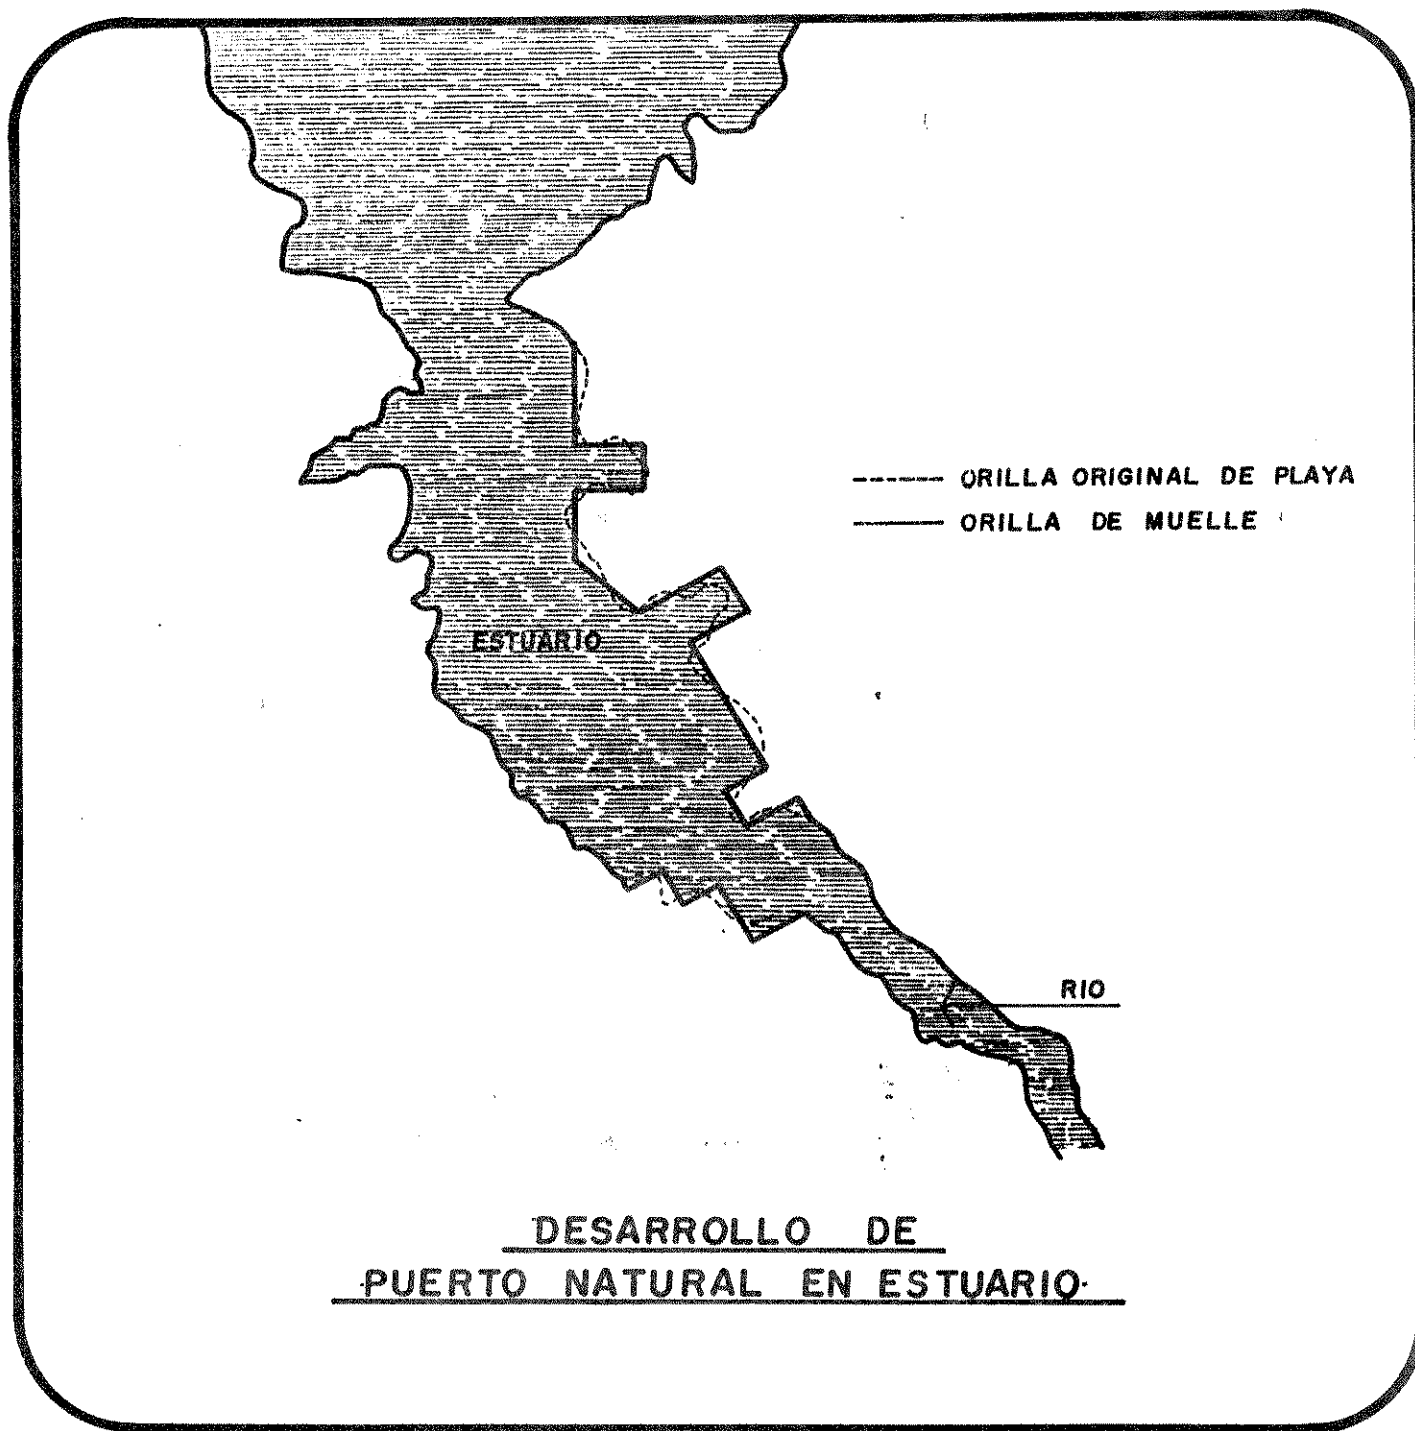 ORILLA ORIGINAL DE PLAYA
ORILLA DE MUELLE
ESTUARIO
RIO
DESARROLLO DE
PUERTO NATURAL EN ESTUARIO